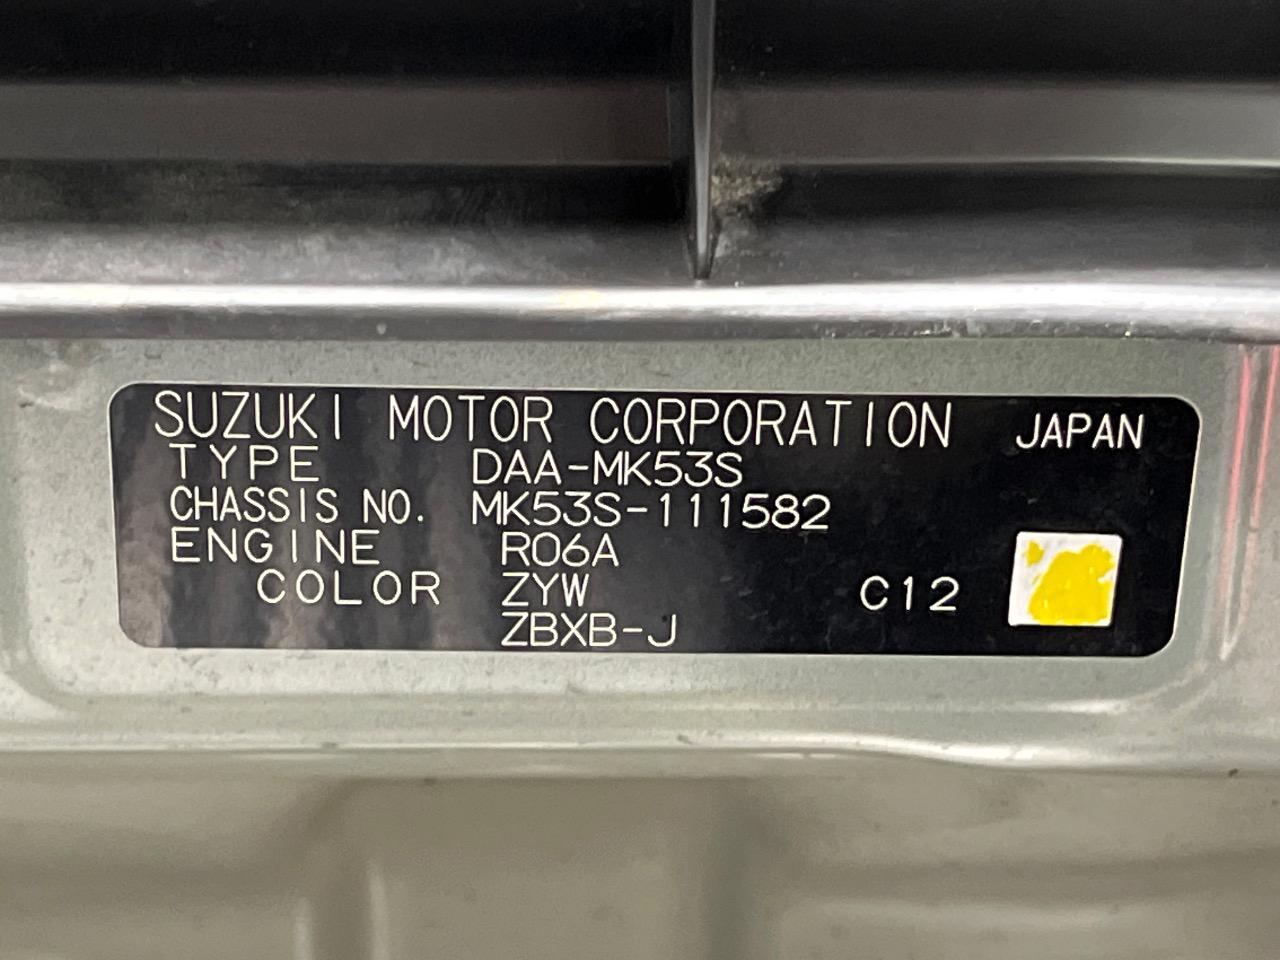 SUZUKI MOTOR CORPORATION JAPAN
TYPE DAA-MK53S
CHASSIS NO. MK53S-111582
ENGINE R06A
COLOR ZYW C12
ZBXB-J